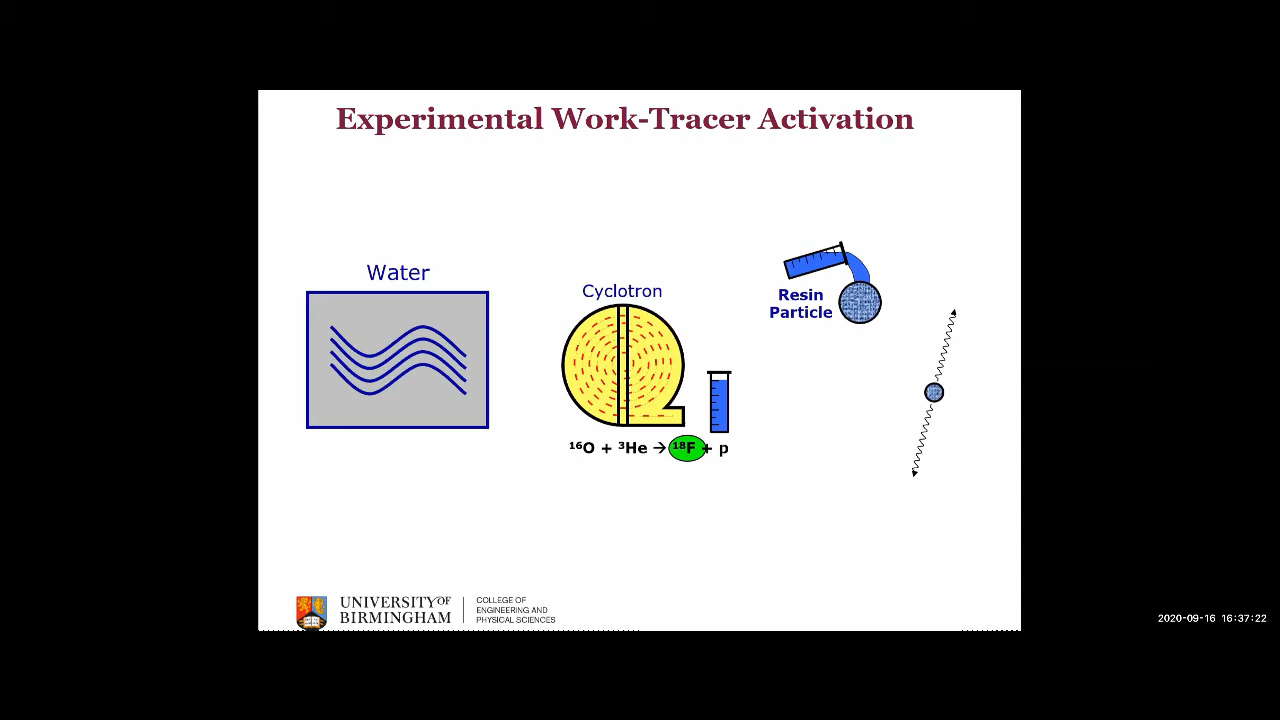 Experimental Work-Tracer Activation
Water
Cyclotron
Resin
Particle
¹⁶O + ³He → ¹⁸F + p
UNIVERSITY OF
BIRMINGHAM
COLLEGE OF
ENGINEERING AND
PHYSICAL SCIENCES
2020-09-16 16:37:22